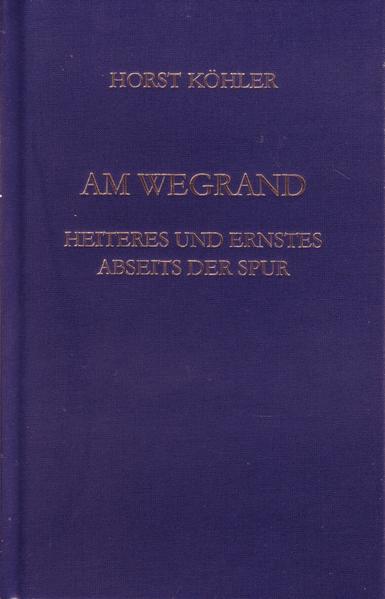 HORST KÖHLER
AM WEGRAND
HEITERES UND ERNSTES
ABSEITS DER SPUR